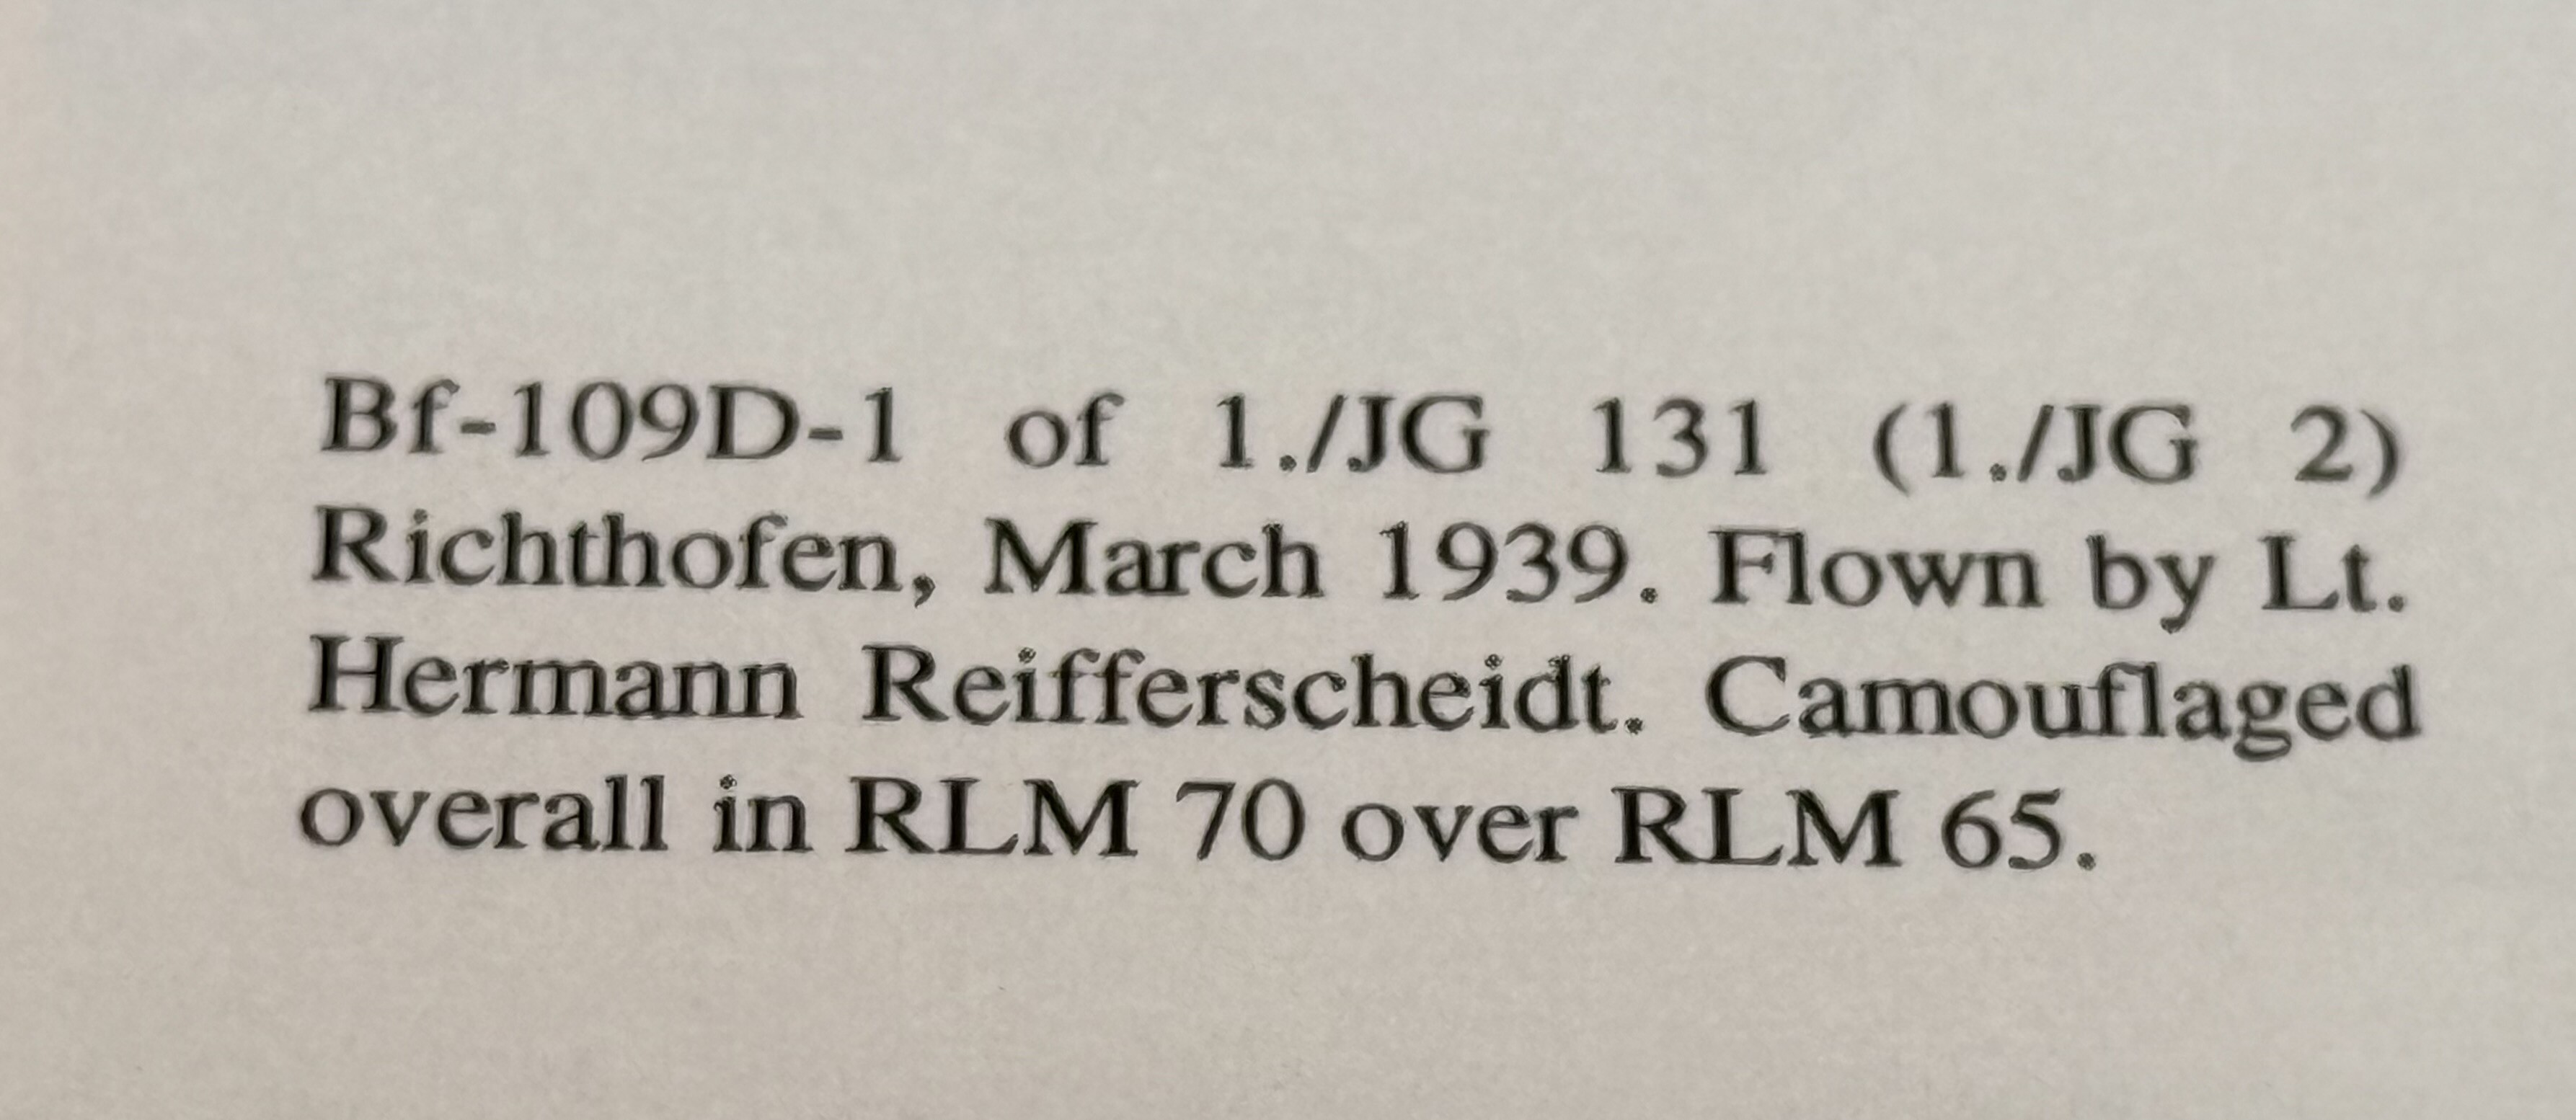 Bf-109D-1 of 1./JG 131 (1./JG 2)
Richthofen, March 1939. Flown by Lt.
Hermann Reifferscheidt. Camouflaged
overall in RLM 70 over RLM 65.